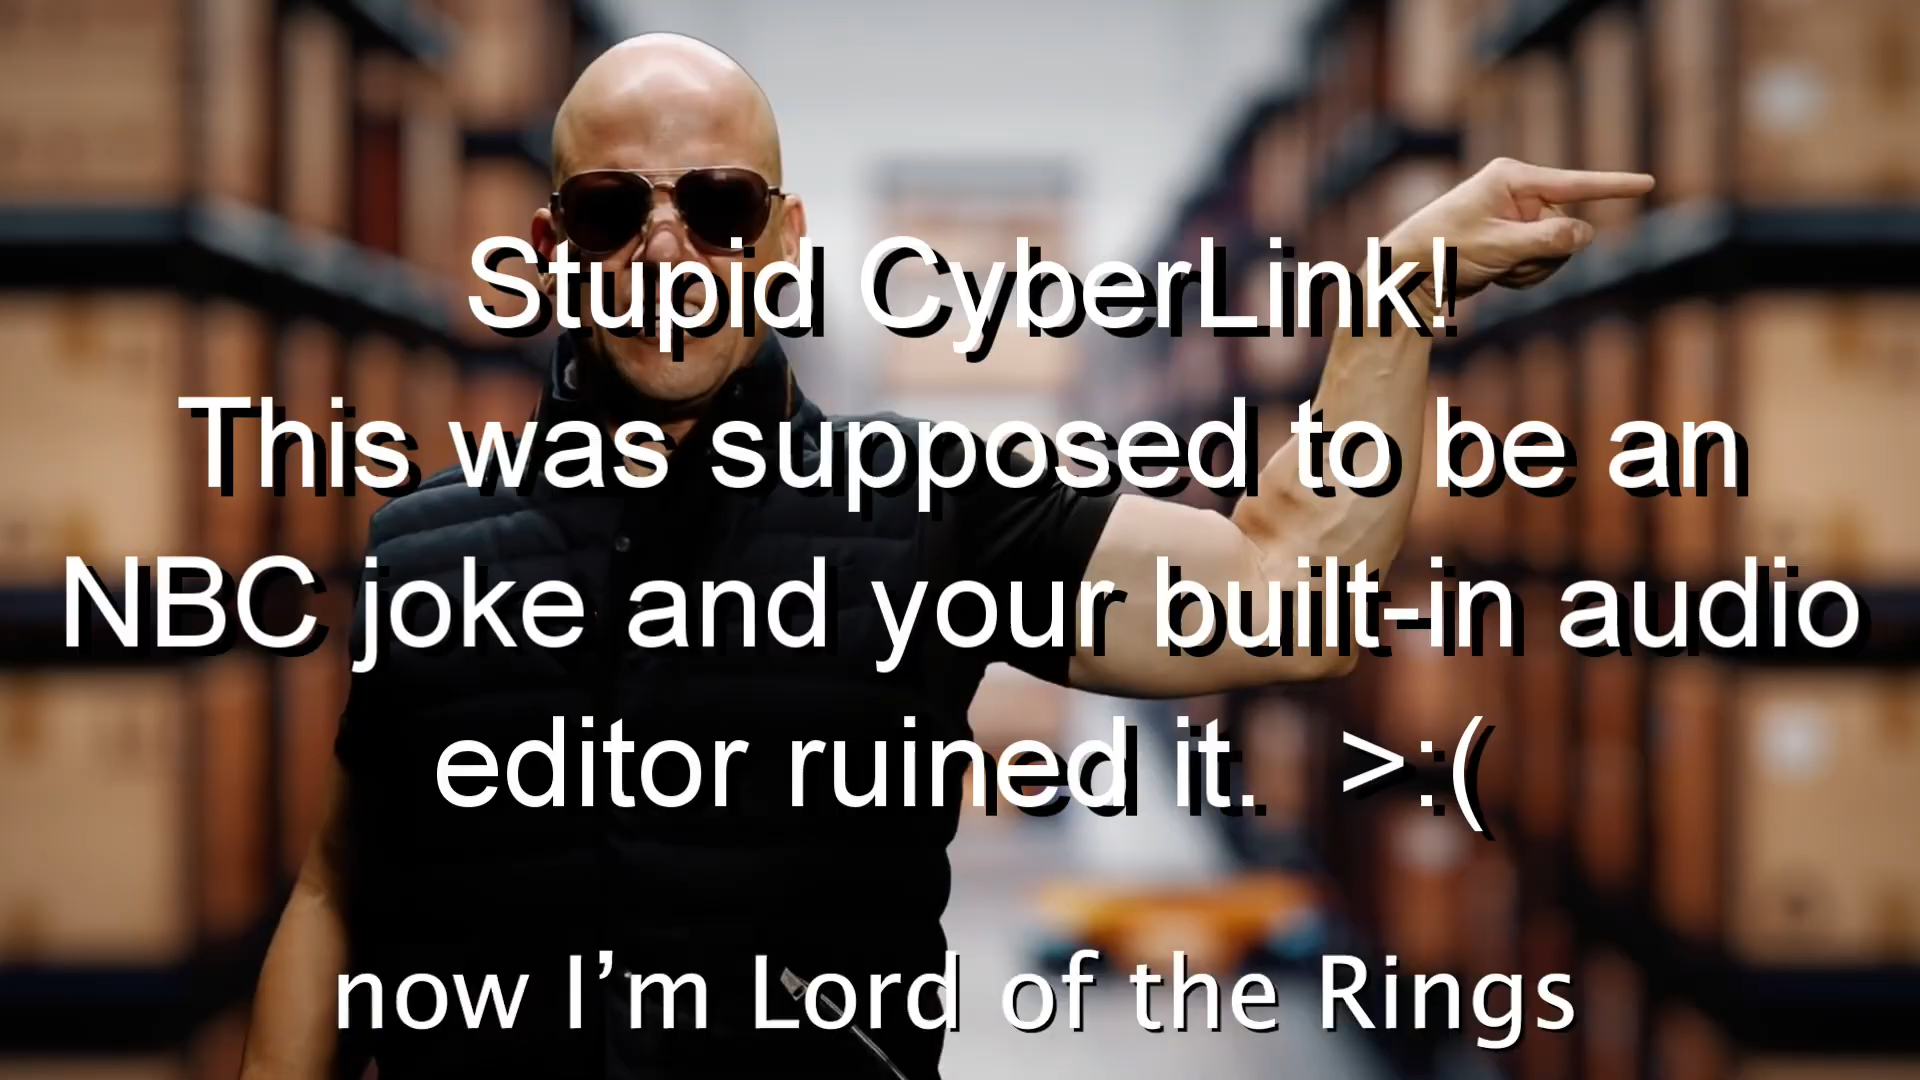 Stupid CyberLink!
This was supposed to be an
NBC joke and your built-in audio
editor ruined it.  >:(
now I’m Lord of the Rings